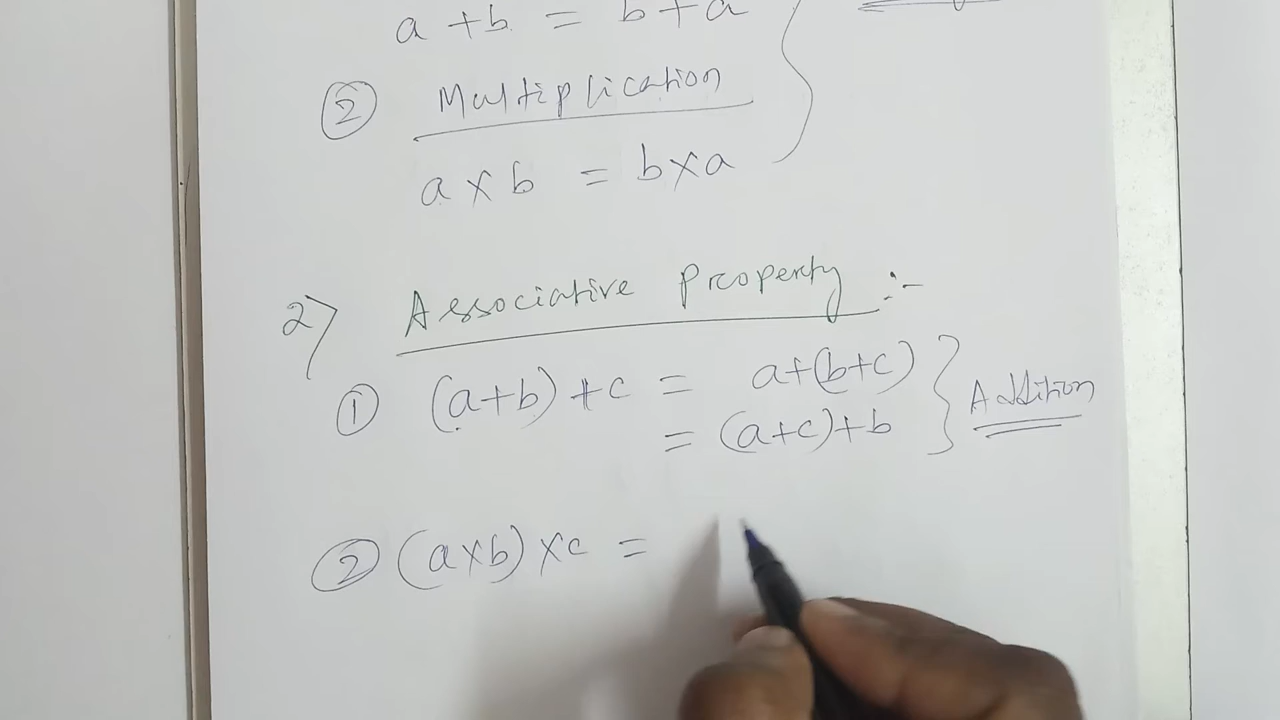 a + b = b + a
② Multiplication
a × b = b × a
2) Associative Property :-
① (a+b)+c = a+(b+c)
= (a+c)+b } Addition
② (a×b)×c =